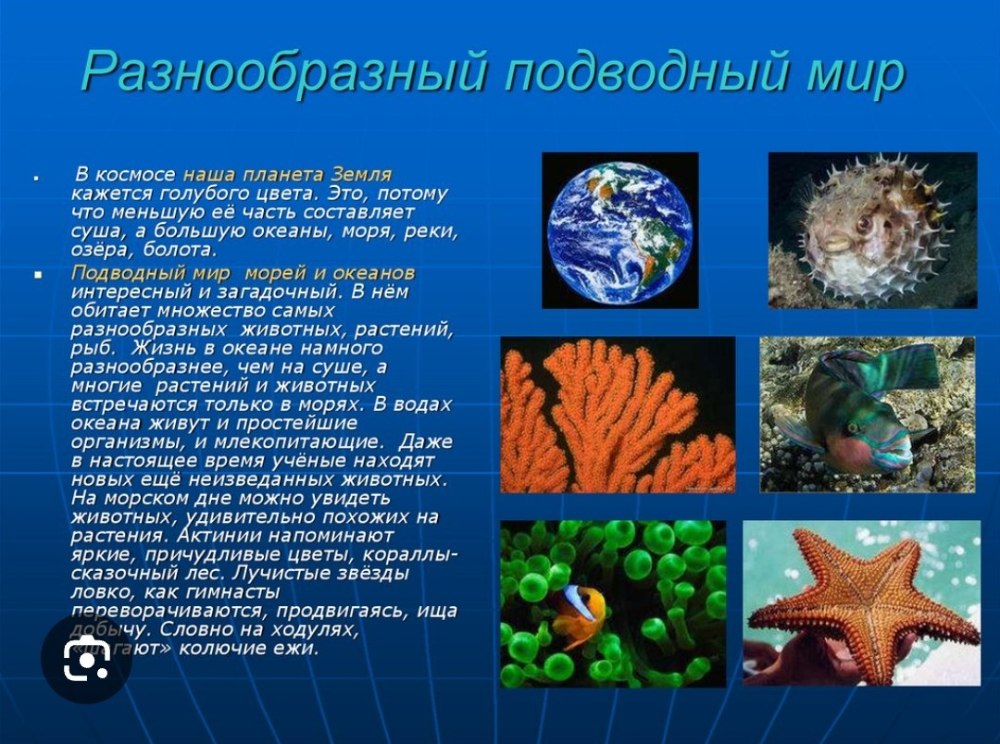 Разнообразный подводный мир
В космосе наша планета Земля
кажется голубого цвета. Это, потому
что меньшую её часть составляет
суша, а большую океаны, моря, реки,
озёра, болота.
Подводный мир морей и океанов
интересный и загадочный. В нём
обитает множество самых
разнообразных животных, растений,
рыб. Жизнь в океане намного
разнообразнее, чем на суше, а
многие растений и животных
встречаются только в морях. В водах
океана живут и простейшие
организмы, и млекопитающие. Даже
в настоящее время учёные находят
новых ещё неизведанных животных.
На морском дне можно увидеть
животных, удивительно похожих на
растения. Актинии напоминают
яркие, причудливые цветы, кораллы-
сказочный лес. Лучистые звёзды
ловко, как гимнасты
переворачиваются, продвигаясь, ища
добычу. Словно на ходулях,
«шагают» колючие ежи.